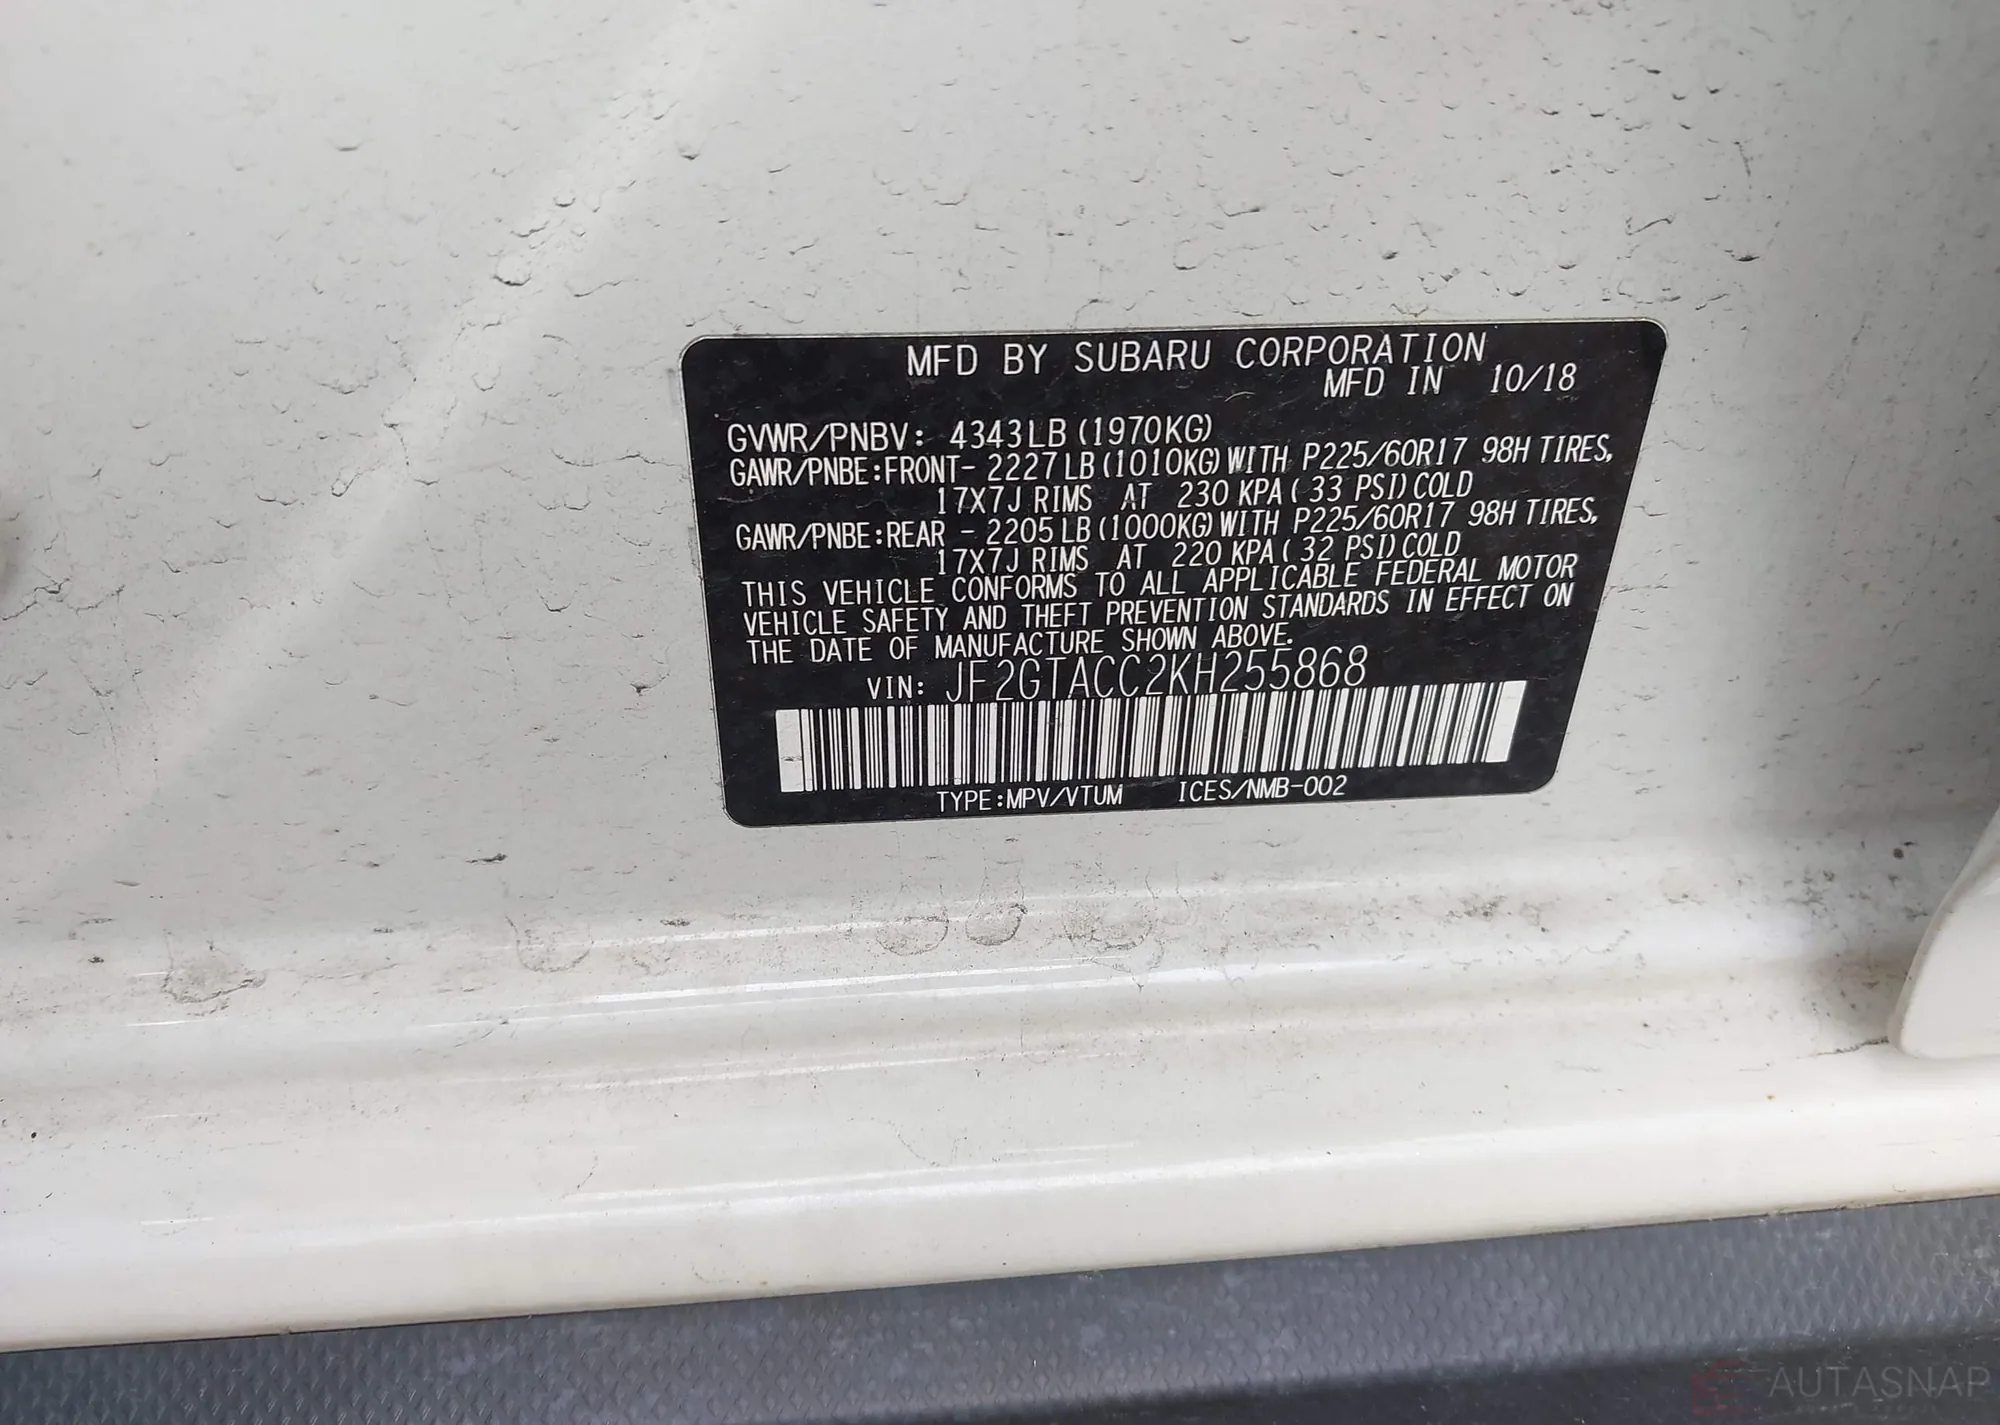 MFD BY SUBARU CORPORATION
MFD IN 10/18
GVWR/PNBV: 4343LB (1970KG)
GAWR/PNBE:FRONT- 2227LB (1010KG) WITH P225/60R17 98H TIRES,
17X7J RIMS AT 230 KPA ( 33 PSI) COLD
GAWR/PNBE:REAR - 2205LB (1000KG) WITH P225/60R17 98H TIRES,
17X7J RIMS AT 220 KPA ( 32 PSI) COLD
THIS VEHICLE CONFORMS TO ALL APPLICABLE FEDERAL MOTOR
VEHICLE SAFETY AND THEFT PREVENTION STANDARDS IN EFFECT ON
THE DATE OF MANUFACTURE SHOWN ABOVE.
VIN: JF2GTACC2KH255868
TYPE:MPV/VTUM ICES/NMB-002
AUTASNAP